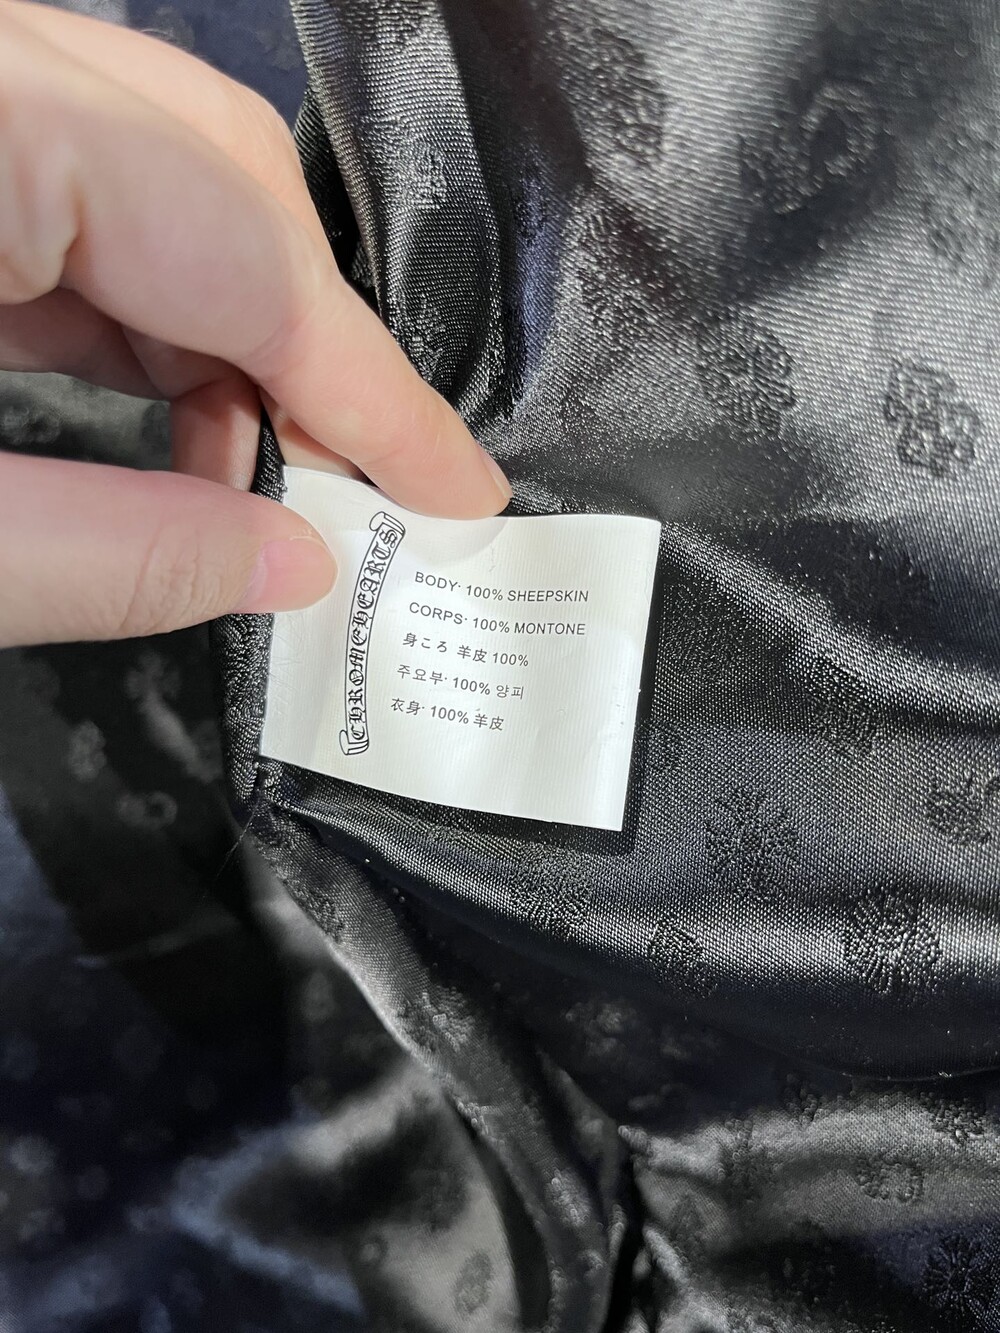 CHROME HEARTS
BODY: 100% SHEEPSKIN
CORPS: 100% MONTONE
身ころ 羊皮 100%
주요부: 100% 양피
衣身: 100% 羊皮